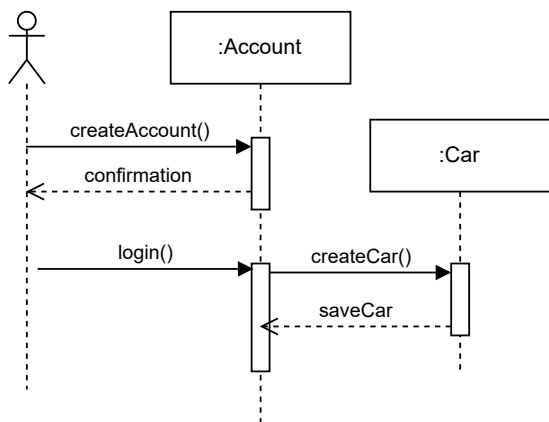 :Account
createAccount()
:Car
confirmation
login()
createCar()
saveCar